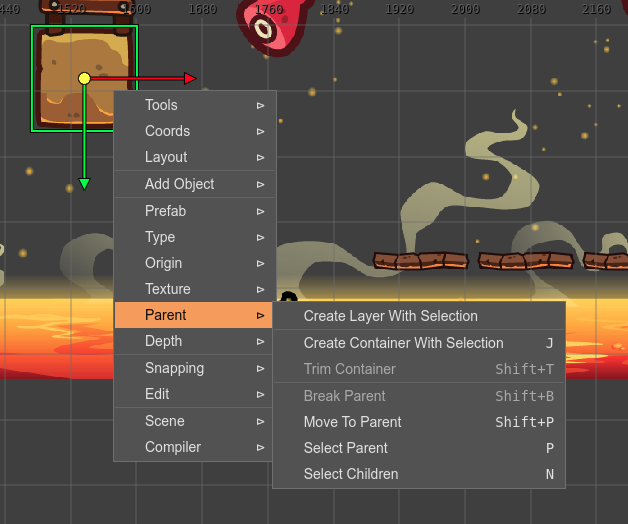 440 1520 1600 1680 1760 1840 1920 2000 2080 2160
Tools
Coords
Layout
Add Object
Prefab
Type
Origin
Texture
Parent
Depth
Snapping
Edit
Scene
Compiler
Create Layer With Selection
Create Container With Selection J
Trim Container Shift+T
Break Parent Shift+B
Move To Parent Shift+P
Select Parent P
Select Children N